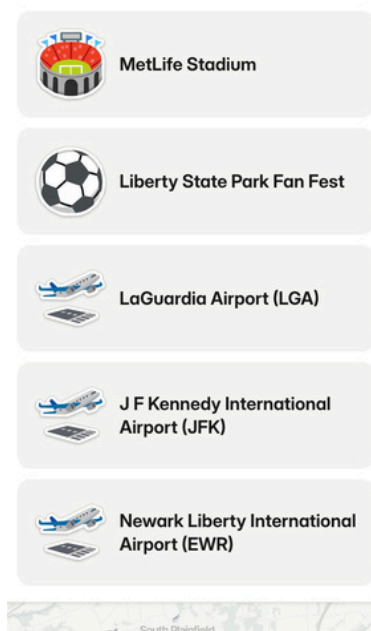 MetLife Stadium
Liberty State Park Fan Fest
LaGuardia Airport (LGA)
J F Kennedy International
Airport (JFK)
Newark Liberty International
Airport (EWR)
South Plainfield